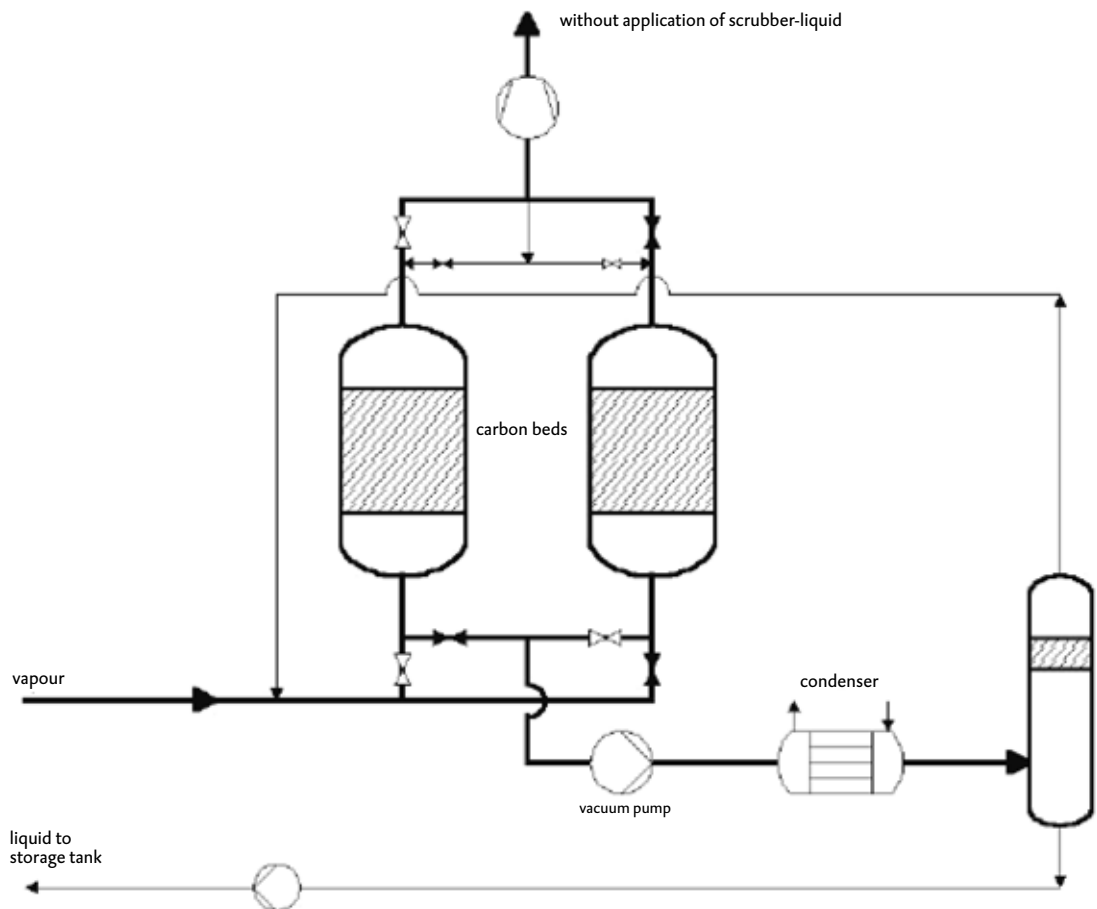 without application of scrubber-liquid
carbon beds
vapour
condenser
vacuum pump
liquid to
storage tank